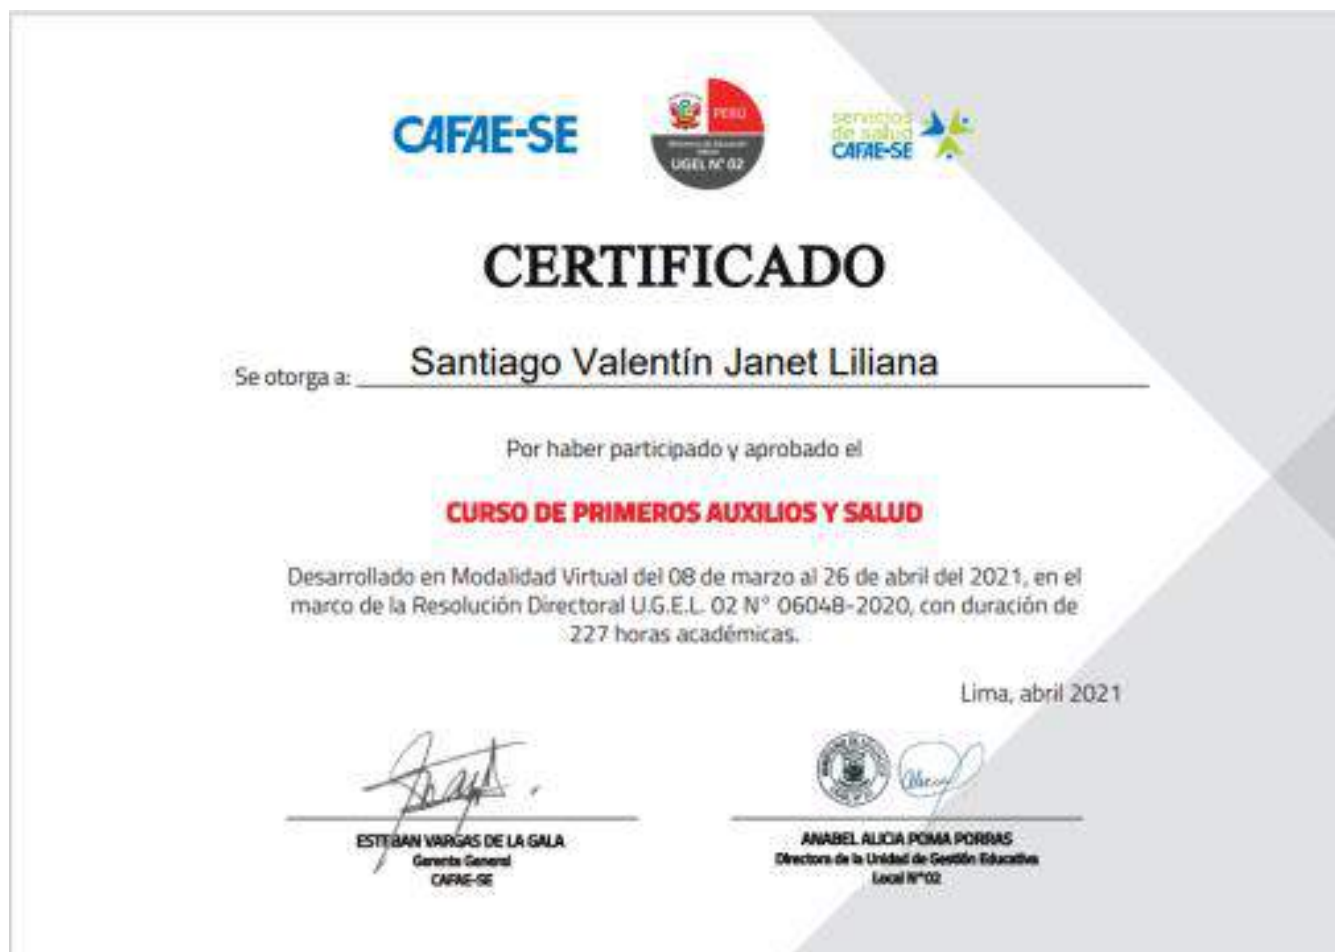 CAFAE-SE
PERÚ
UGEL N° 02
servicios
de salud
CAFAE-SE
CERTIFICADO
Se otorga a: Santiago Valentín Janet Liliana
Por haber participado y aprobado el
CURSO DE PRIMEROS AUXILIOS Y SALUD
Desarrollado en Modalidad Virtual del 08 de marzo al 26 de abril del 2021, en el
marco de la Resolución Directoral U.G.E.L. 02 N° 06048-2020, con duración de
227 horas académicas.
Lima, abril 2021
ESTEBAN VARGAS DE LA GALA
Gerente General
CAFAE-SE
ANABEL ALICIA POMA PORRAS
Directora de la Unidad de Gestión Educativa
Local N°02